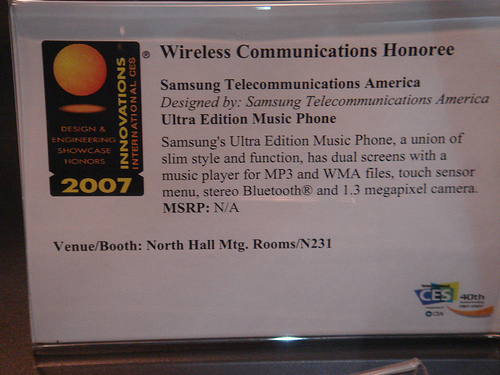 Wireless Communications Honoree
Samsung Telecommunications America
Designed by: Samsung Telecommunications America
Ultra Edition Music Phone
Samsung's Ultra Edition Music Phone, a union of
slim style and function, has dual screens with a
music player for MP3 and WMA files, touch sensor
menu, stereo Bluetooth® and 1.3 megapixel camera.
MSRP: N/A
Venue/Booth: North Hall Mtg. Rooms/N231
INNOVATIONS ®
INTERNATIONAL CES
DESIGN &
ENGINEERING
SHOWCASE
HONORS
2007
CES 40th
CEA